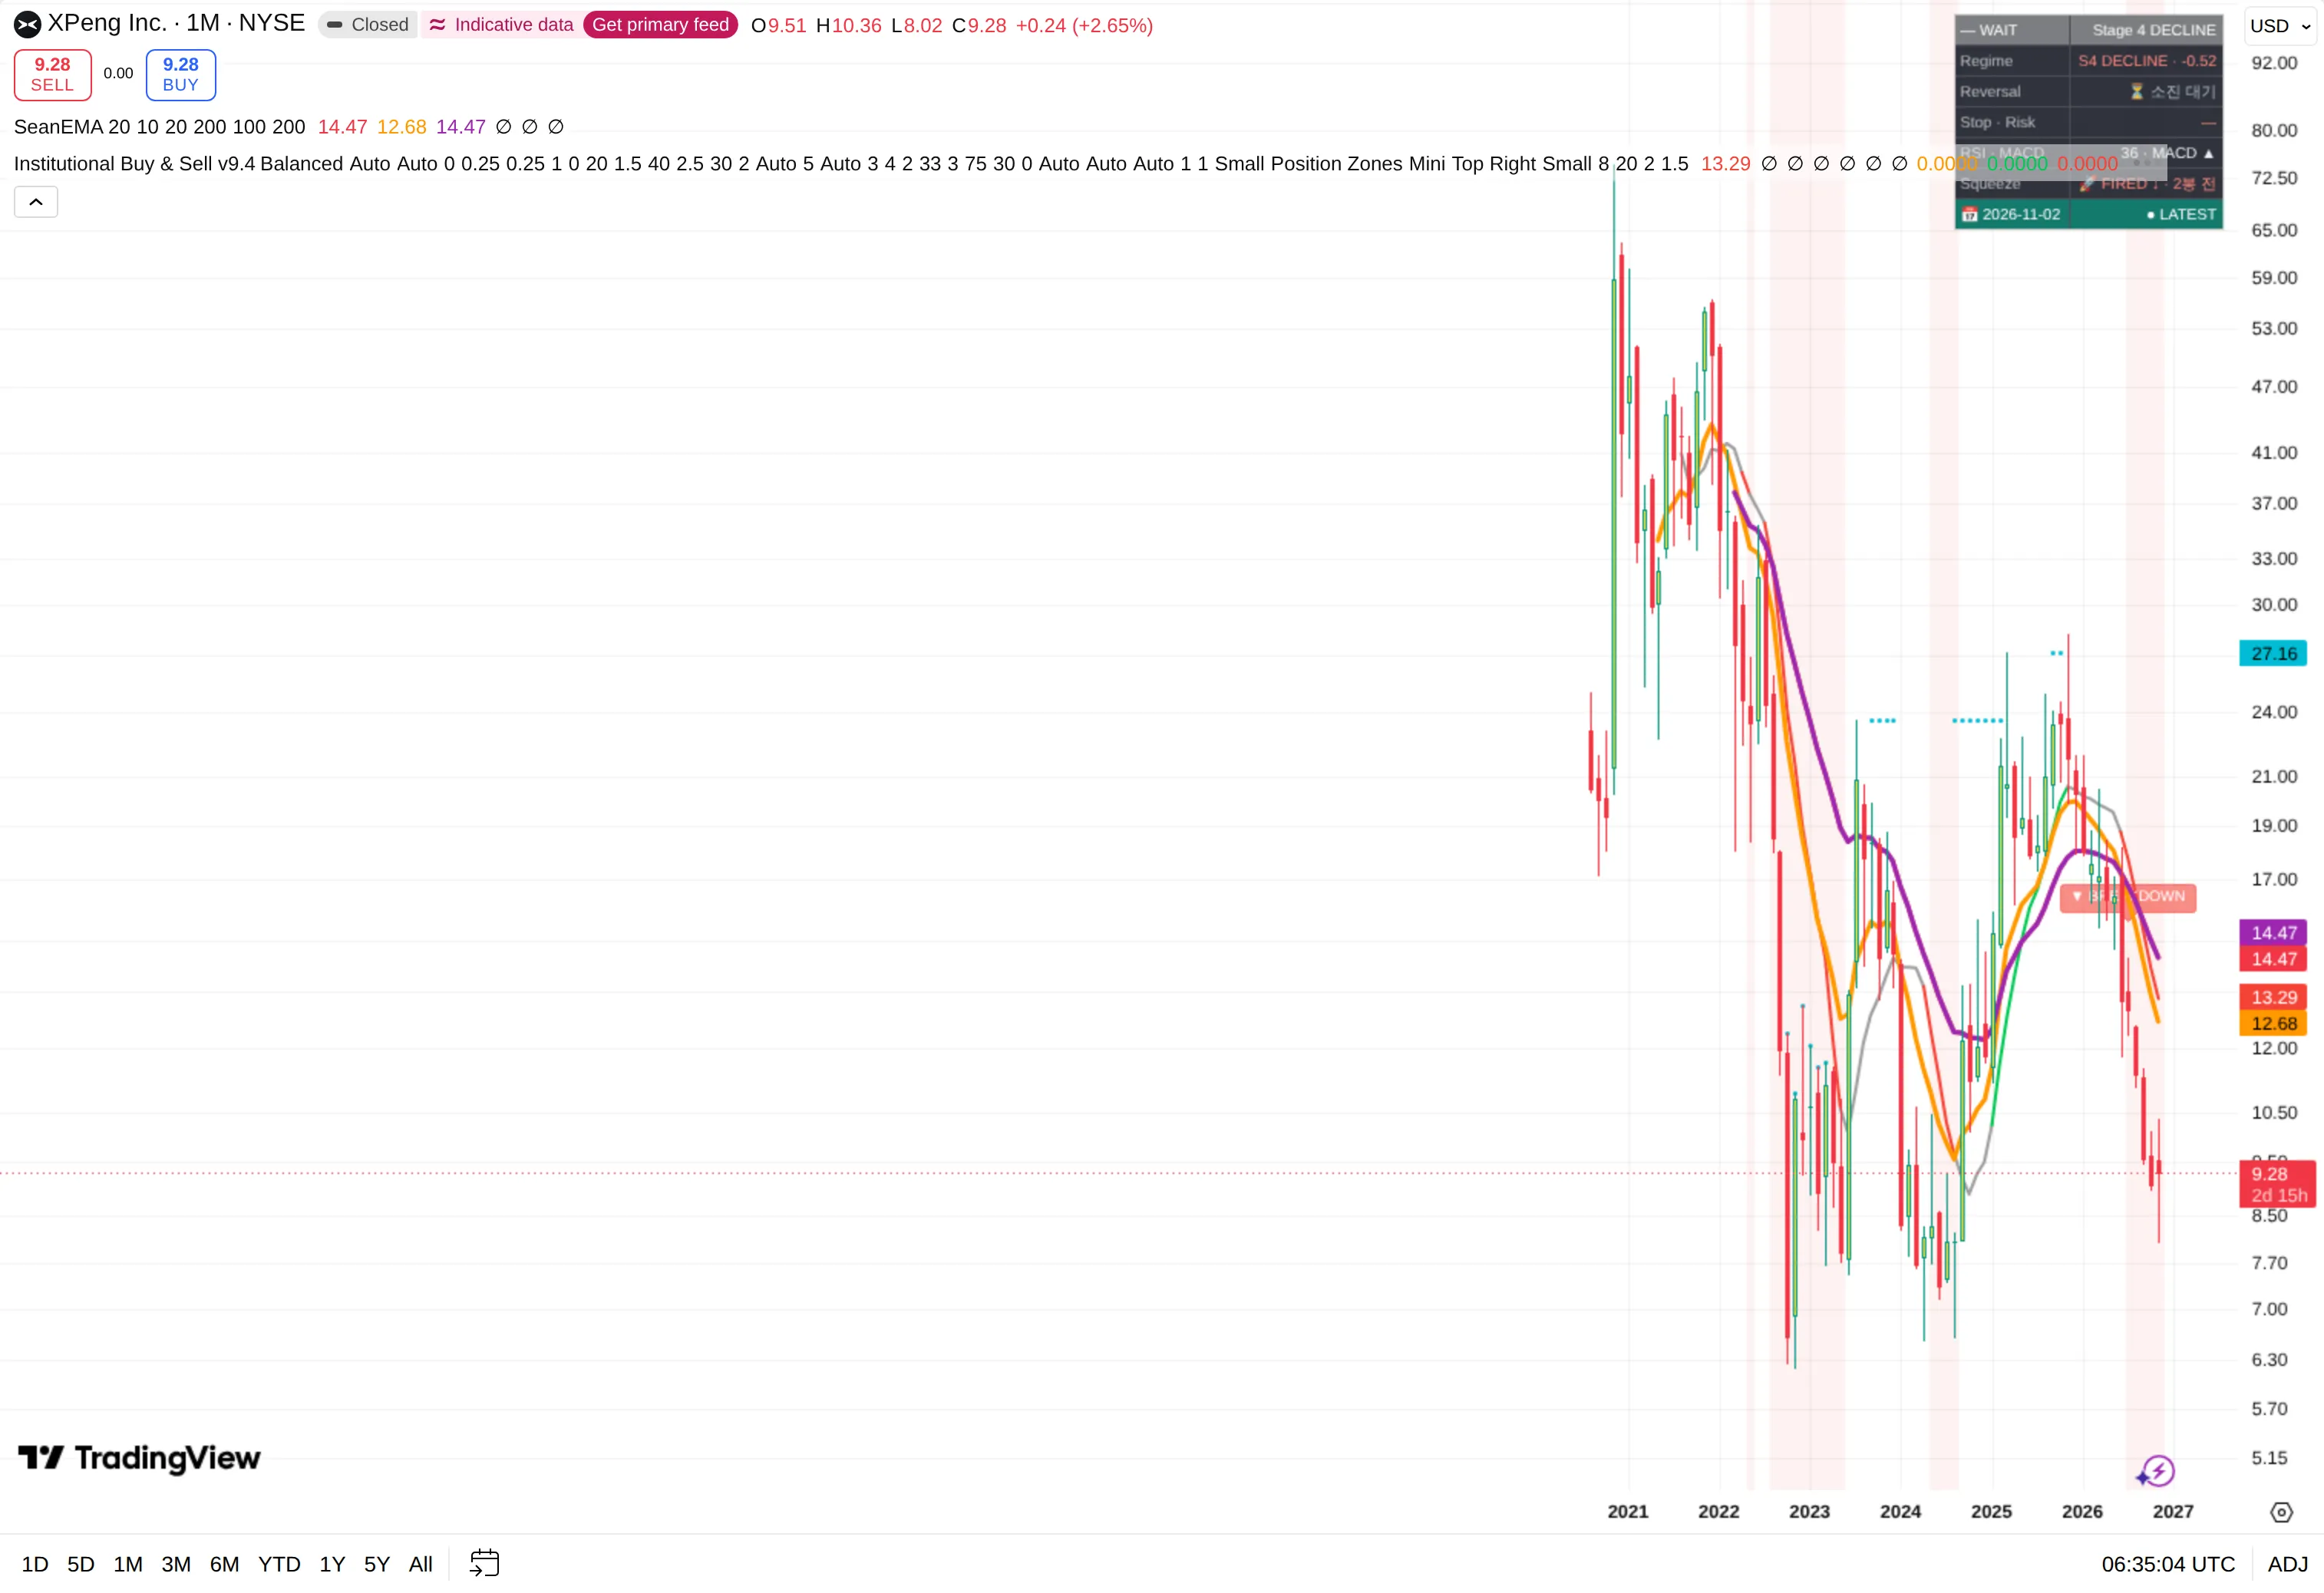 XPeng Inc. · 1M · NYSE Closed Indicative data Get primary feed O9.51 H10.36 L8.02 C9.28 +0.24 (+2.65%)
9.28 SELL 0.00 9.28 BUY
SeanEMA 20 10 20 200 100 200 14.47 12.68 14.47 ∅ ∅ ∅
Institutional Buy & Sell v9.4 Balanced Auto Auto 0 0.25 0.25 1 0 20 1.5 40 2.5 30 2 Auto 5 Auto 3 4 2 33 3 75 30 0 Auto Auto Auto 1 1 Small Position Zones Mini Top Right Small 8 20 2 1.5 13.29 ∅ ∅ ∅ ∅ ∅ ∅ 0.0000 0.0000 0.0000
— WAIT Stage 4 DECLINE
Regime S4 DECLINE · -0.52
Reversal ⏳ 소진 대기
Stop · Risk —
RSI · MACD 36 · MACD ▲
Squeeze 🚀 FIRED ↓ · 2봉 전
📅 2026-11-02 ● LATEST
USD
92.00
80.00
72.50
65.00
59.00
53.00
47.00
41.00
37.00
33.00
30.00
27.16
24.00
21.00
19.00
17.00
▼ DOWN
14.47
14.47
13.29
12.68
12.00
10.50
9.50
9.28
2d 15h
8.50
7.70
7.00
6.30
5.70
5.15
TradingView
2021 2022 2023 2024 2025 2026 2027
1D 5D 1M 3M 6M YTD 1Y 5Y All 06:35:04 UTC ADJ